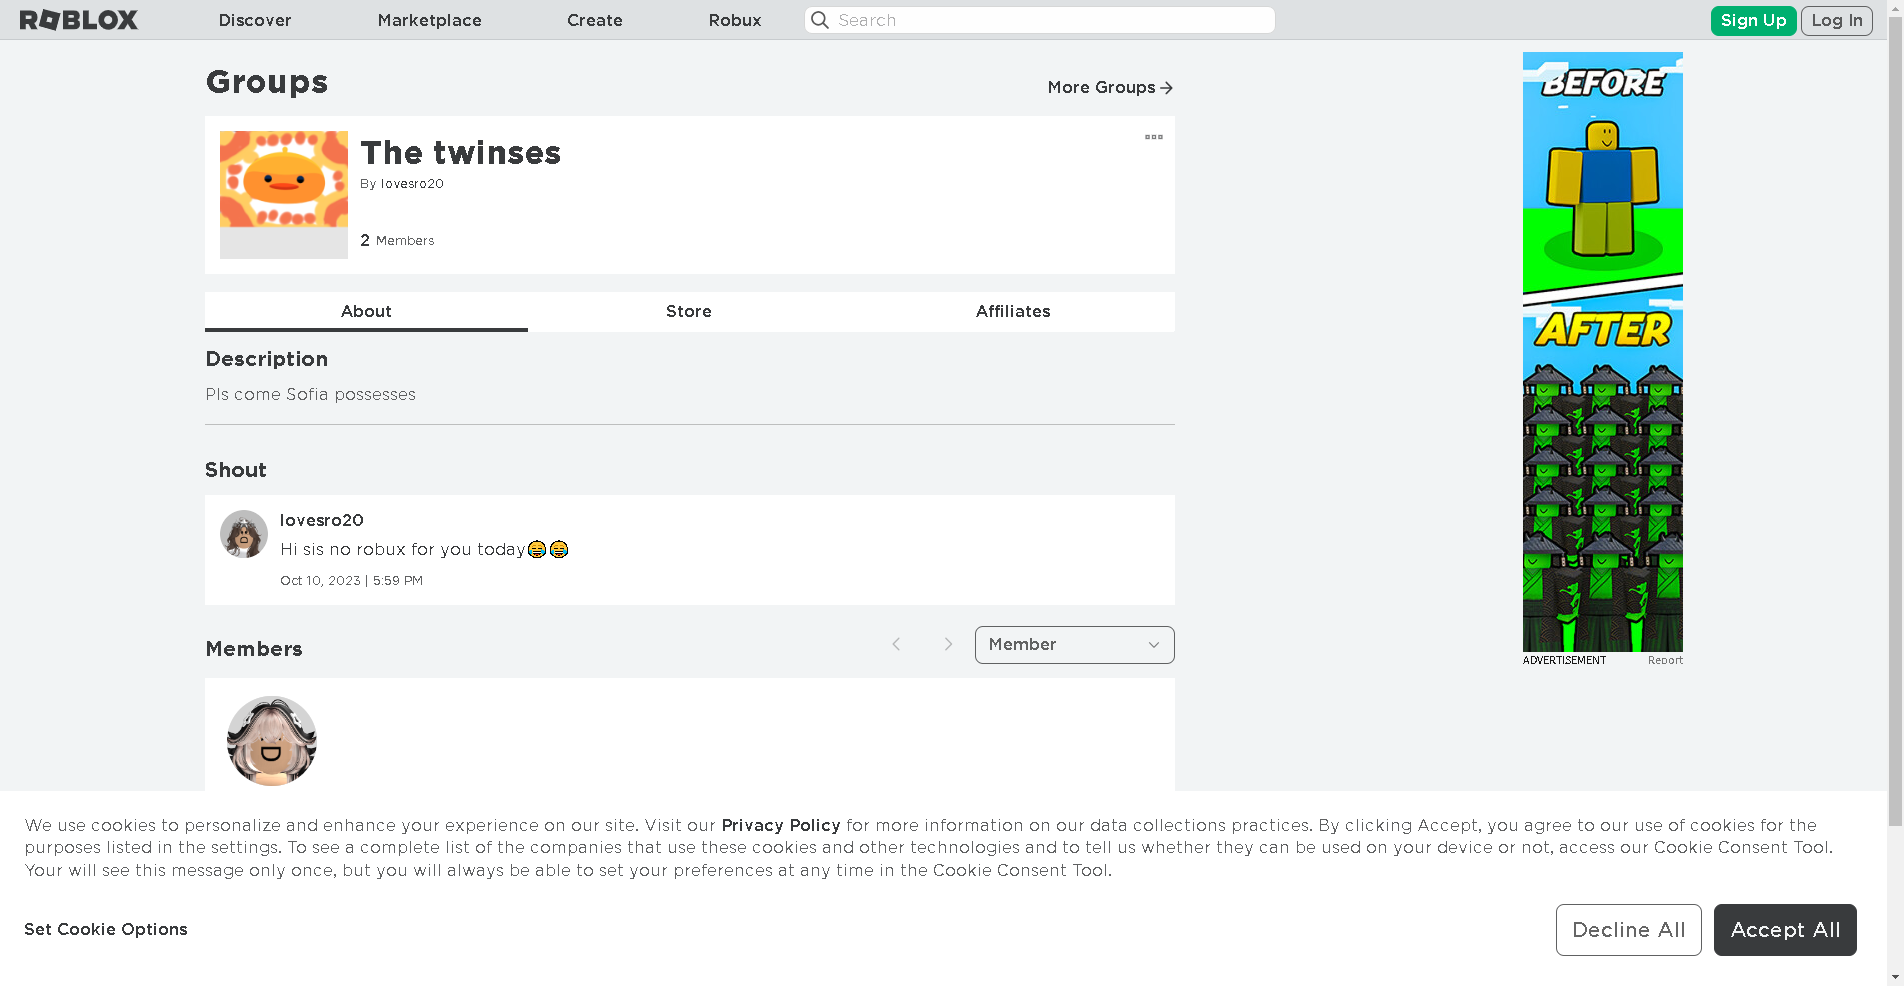 ROBLOX
Discover
Marketplace
Create
Robux
Search
Sign Up
Log In
Groups
More Groups
The twinses
By lovesro20
2 Members
About
Store
Affiliates
Description
Pls come Sofia possesses
Shout
lovesro20
Hi sis no robux for you today😂😂
Oct 10, 2023 | 5:59 PM
Members
Member
BEFORE
AFTER
ADVERTISEMENT
Report
We use cookies to personalize and enhance your experience on our site. Visit our Privacy Policy for more information on our data collections practices. By clicking Accept, you agree to our use of cookies for the
purposes listed in the settings. To see a complete list of the companies that use these cookies and other technologies and to tell us whether they can be used on your device or not, access our Cookie Consent Tool.
Your will see this message only once, but you will always be able to set your preferences at any time in the Cookie Consent Tool.
Set Cookie Options
Decline All
Accept All